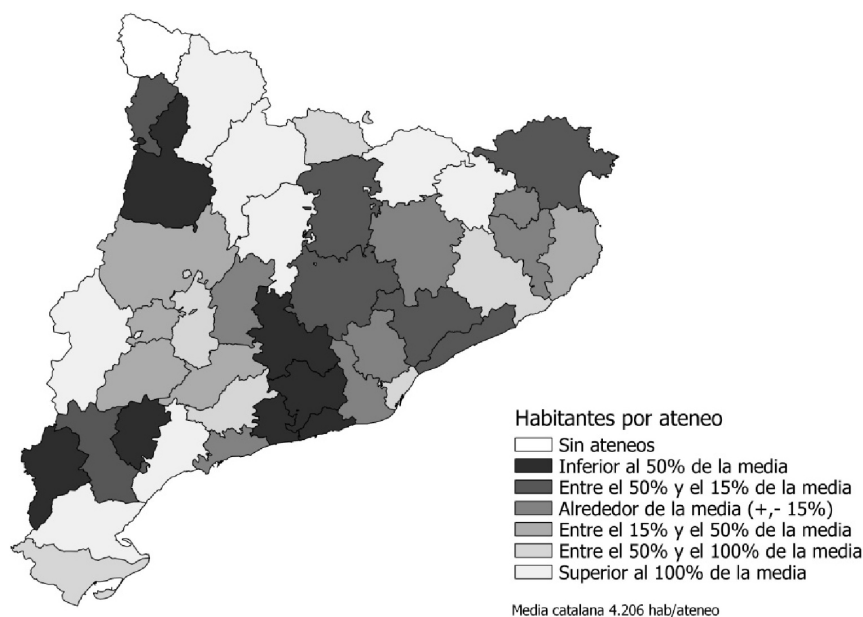 Habitantes por ateneo
Sin ateneos
Inferior al 50% de la media
Entre el 50% y el 15% de la media
Alrededor de la media (+,- 15%)
Entre el 15% y el 50% de la media
Entre el 50% y el 100% de la media
Superior al 100% de la media
Media catalana 4.206 hab/ateneo